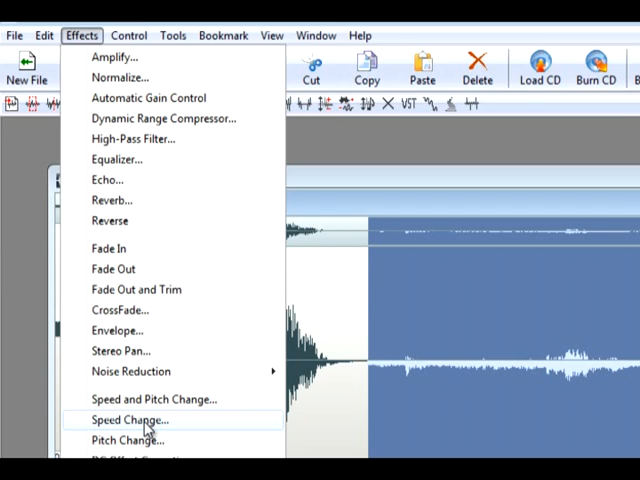 File Edit Effects Control Tools Bookmark View Window Help
New File Cut Copy Paste Delete Load CD Burn CD
VST
Amplify...
Normalize...
Automatic Gain Control
Dynamic Range Compressor...
High-Pass Filter...
Equalizer...
Echo...
Reverb...
Reverse
Fade In
Fade Out
Fade Out and Trim
CrossFade...
Envelope...
Stereo Pan...
Noise Reduction
Speed and Pitch Change...
Speed Change...
Pitch Change...